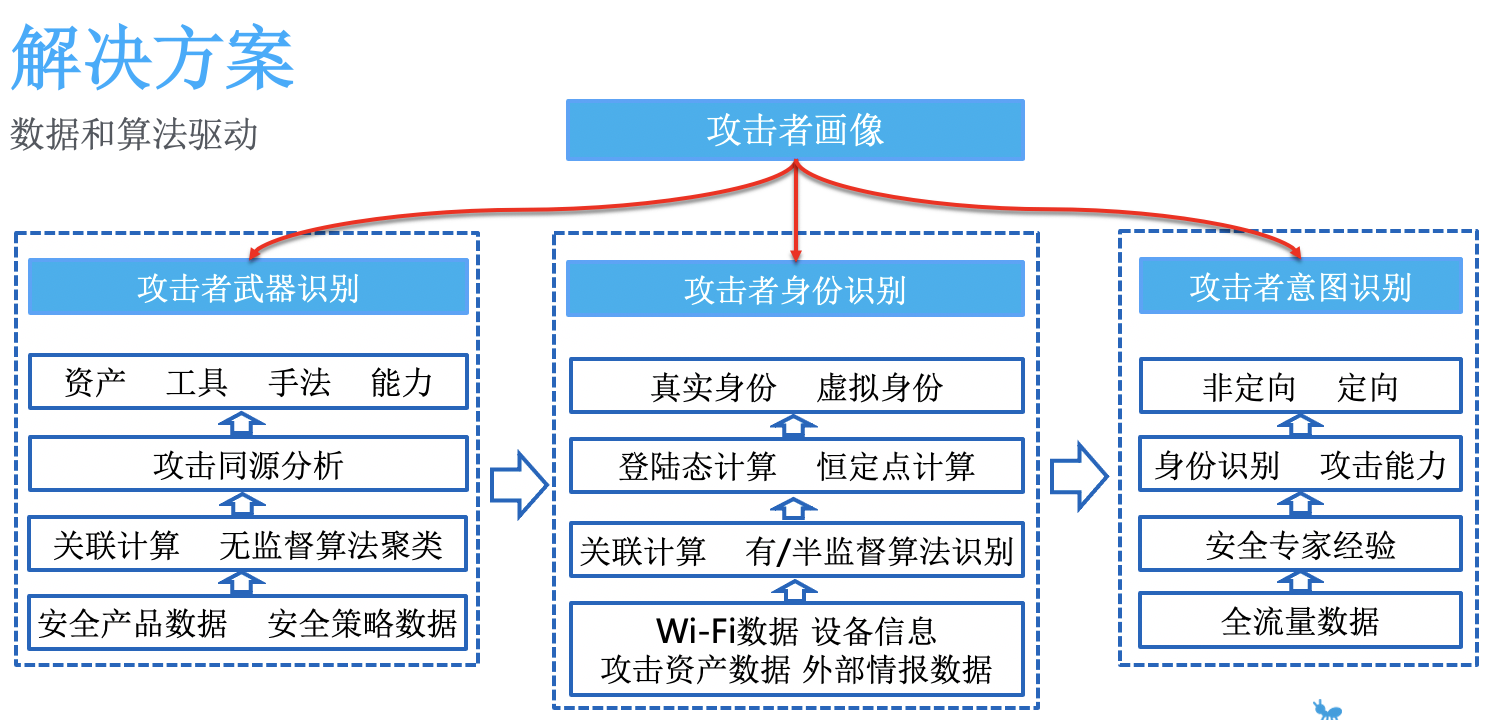 解决方案
数据和算法驱动
攻击者画像
攻击者武器识别
资产 工具 手法 能力
攻击同源分析
关联计算 无监督算法聚类
安全产品数据 安全策略数据
攻击者身份识别
真实身份 虚拟身份
登陆态计算 恒定点计算
关联计算 有/半监督算法识别
Wi-Fi数据 设备信息
攻击资产数据 外部情报数据
攻击者意图识别
非定向 定向
身份识别 攻击能力
安全专家经验
全流量数据